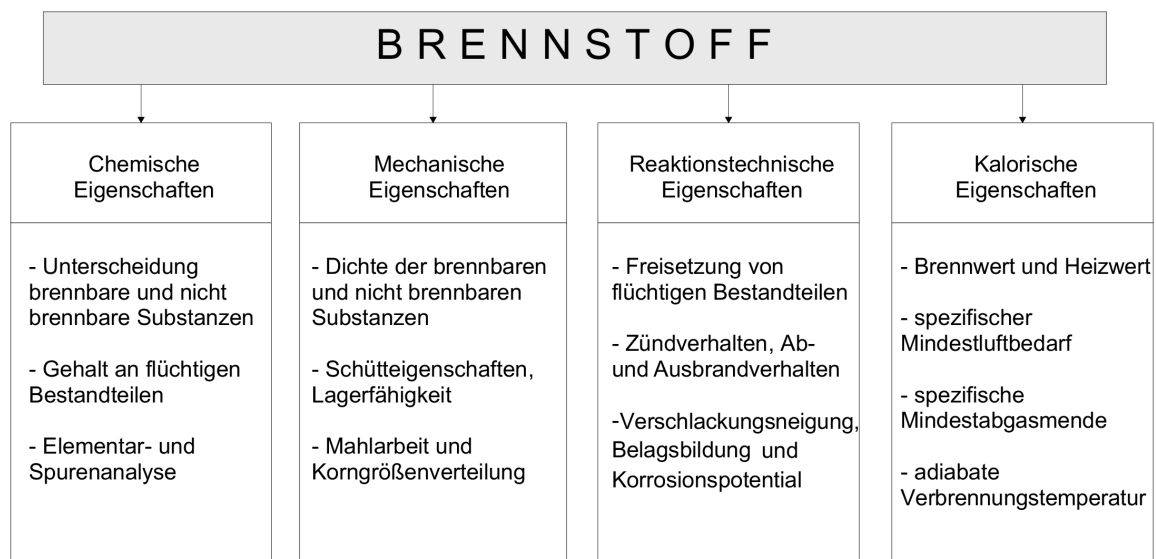 BRENNSTOFF
Chemische
Eigenschaften
- Unterscheidung
brennbare und nicht
brennbare Substanzen
- Gehalt an flüchtigen
Bestandteilen
- Elementar- und
Spurenanalyse
Mechanische
Eigenschaften
- Dichte der brennbaren
und nicht brennbaren
Substanzen
- Schütteigenschaften,
Lagerfähigkeit
- Mahlarbeit und
Korngrößenverteilung
Reaktionstechnische
Eigenschaften
- Freisetzung von
flüchtigen Bestandteilen
- Zündverhalten, Ab-
und Ausbrandverhalten
-Verschlackungsneigung,
Belagsbildung und
Korrosionspotential
Kalorische
Eigenschaften
- Brennwert und Heizwert
- spezifischer
Mindestluftbedarf
- spezifische
Mindestabgasmende
- adiabate
Verbrennungstemperatur